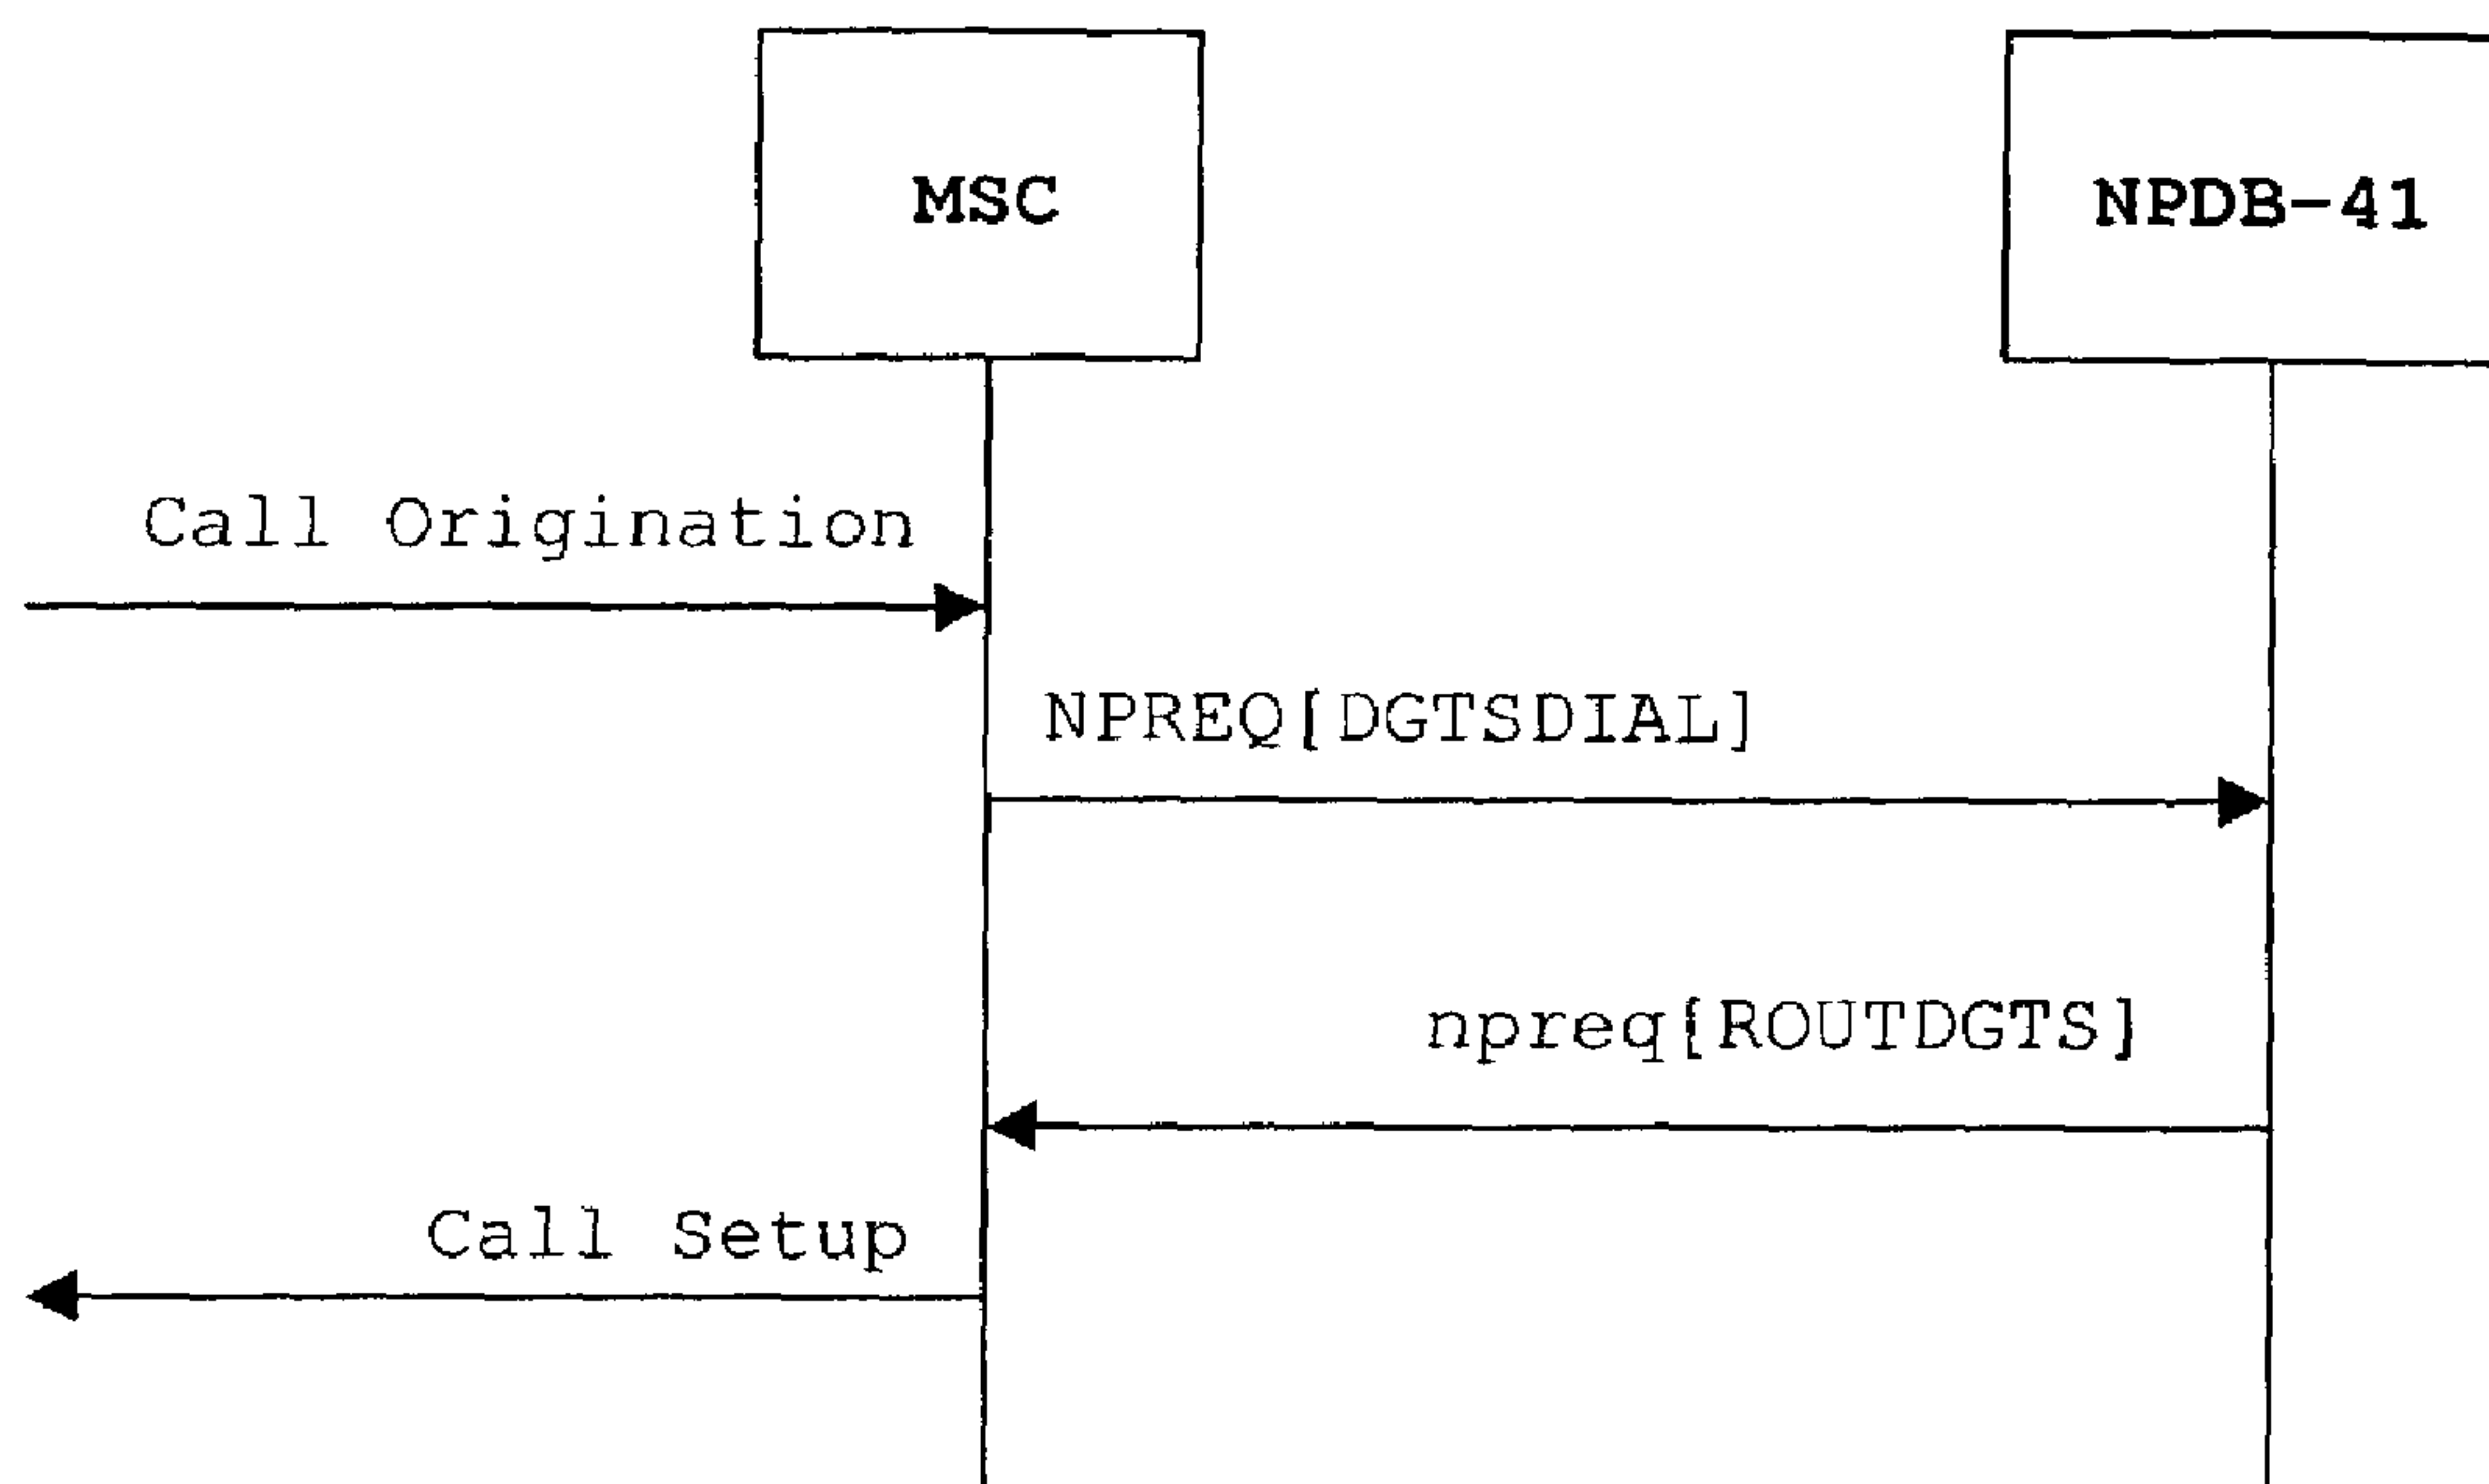 MSC
NPDB-41
Call Origination
NPREQ[DGTSDIAL]
npreq[ROUTDGTS]
Call Setup